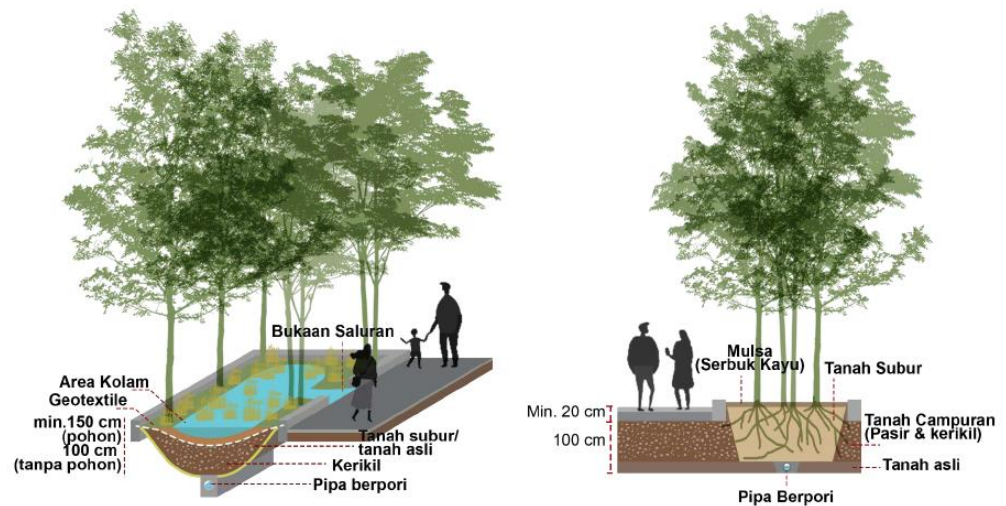 Bukaan Saluran
Area Kolam
Geotextile
min.150 cm
(pohon)
100 cm
(tanpa pohon)
Tanah subur/
tanah asli
Kerikil
Pipa berpori
Mulsa
(Serbuk Kayu)
Tanah Subur
Min. 20 cm
100 cm
Tanah Campuran
(Pasir & kerikil)
Tanah asli
Pipa Berpori